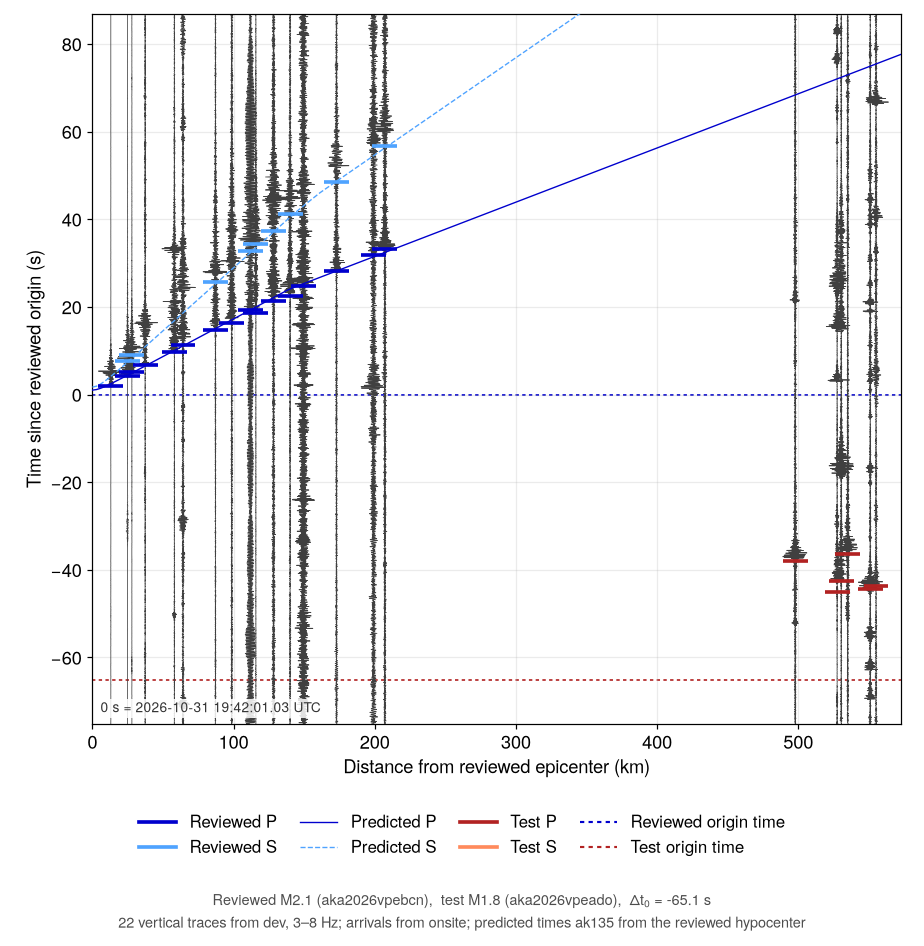 80
60
40
20
0
−20
−40
−60
Time since reviewed origin (s)
0 s = 2026-10-31 19:42:01.03 UTC
0 100 200 300 400 500
Distance from reviewed epicenter (km)
Reviewed P Predicted P Test P Reviewed origin time
Reviewed S Predicted S Test S Test origin time
Reviewed M2.1 (aka2026vpebcn), test M1.8 (aka2026vpeado), Δt₀ = -65.1 s
22 vertical traces from dev, 3–8 Hz; arrivals from onsite; predicted times ak135 from the reviewed hypocenter